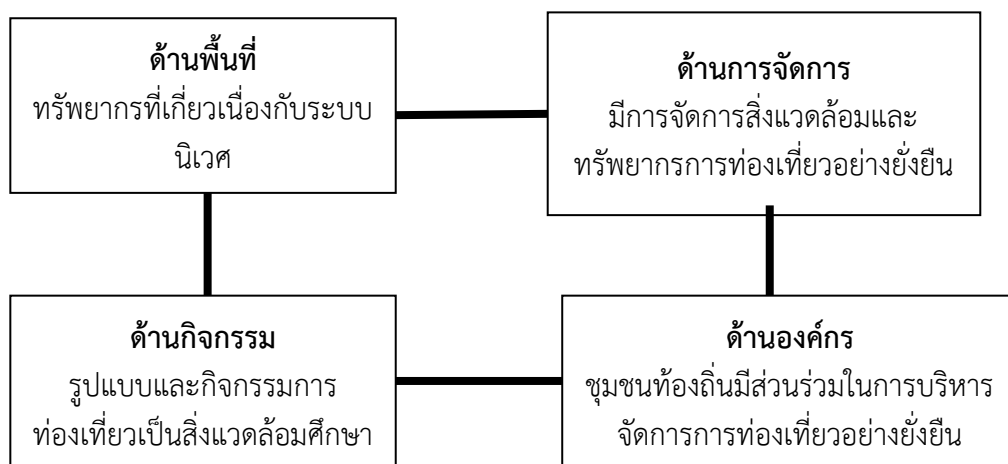 ด้านพื้นที่
ทรัพยากรที่เกี่ยวเนื่องกับระบบ
นิเวศ
ด้านการจัดการ
มีการจัดการสิ่งแวดล้อมและ
ทรัพยากรการท่องเที่ยวอย่างยั่งยืน
ด้านกิจกรรม
รูปแบบและกิจกรรมการ
ท่องเที่ยวเป็นสิ่งแวดล้อมศึกษา
ด้านองค์กร
ชุมชนท้องถิ่นมีส่วนร่วมในการบริหาร
จัดการการท่องเที่ยวอย่างยั่งยืน